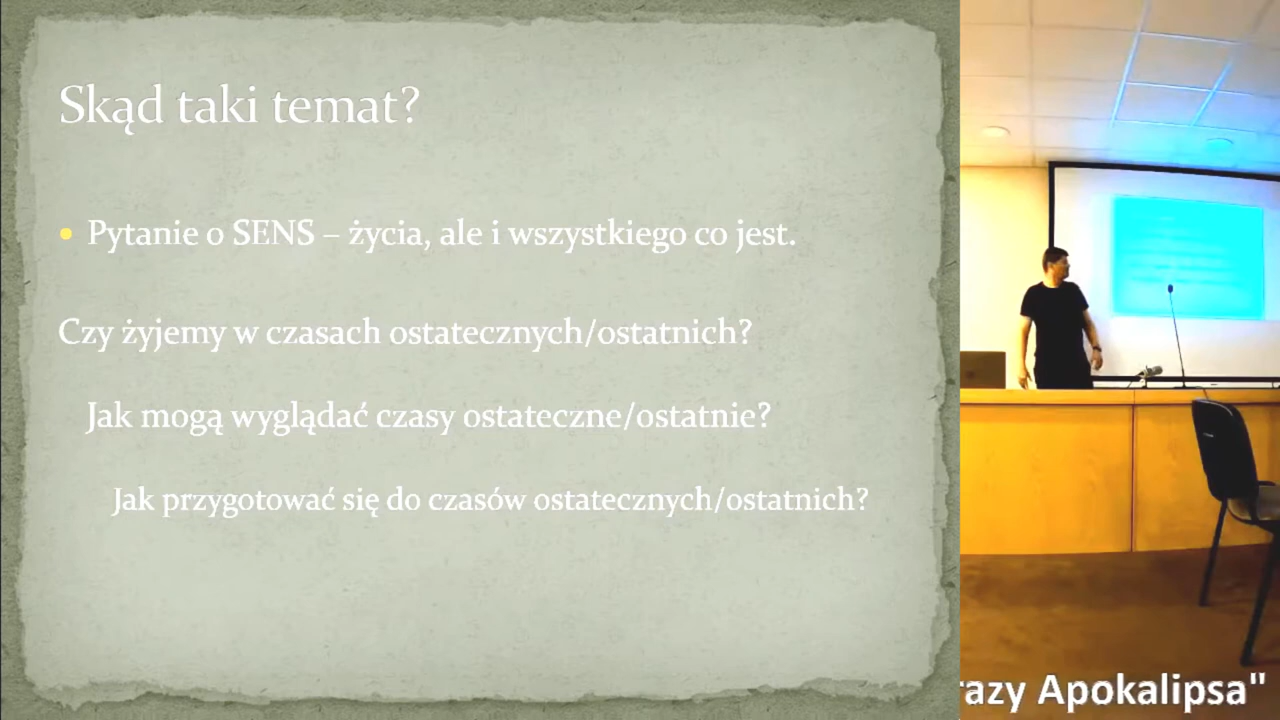 Skąd taki temat?
Pytanie o SENS – życia, ale i wszystkiego co jest.
Czy żyjemy w czasach ostatecznych/ostatnich?
Jak mogą wyglądać czasy ostateczne/ostatnie?
Jak przygotować się do czasów ostatecznych/ostatnich?
Apokalipsa"